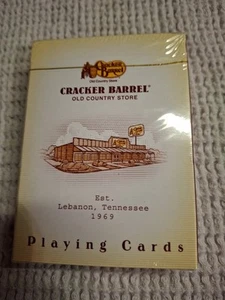 Cracker
Barrel
Old Country Store
CRACKER BARREL®
OLD COUNTRY STORE
Est.
Lebanon, Tennessee
1969
Playing Cards